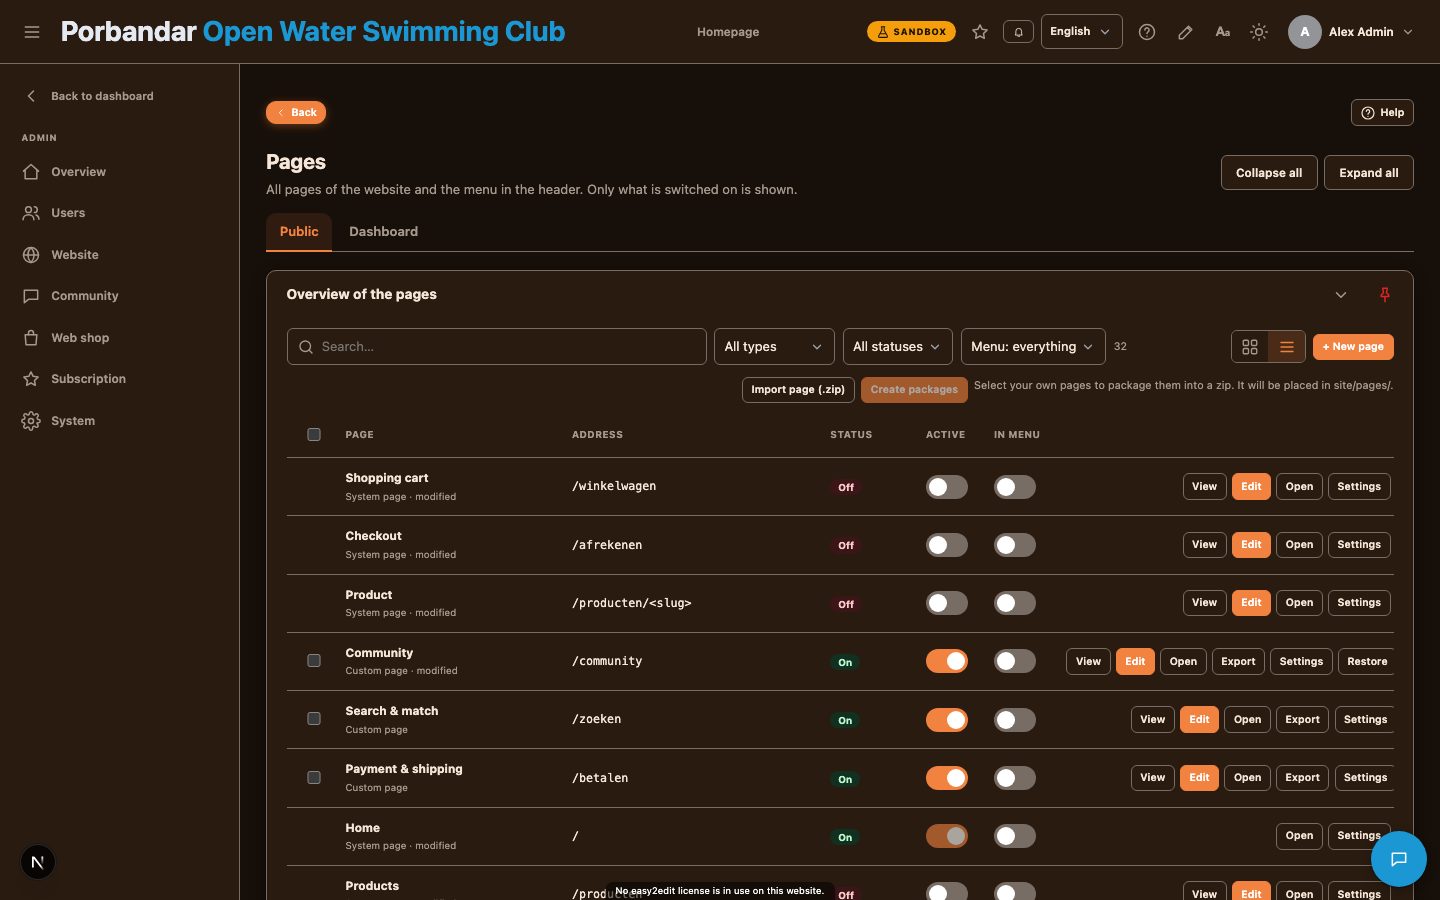 Porbandar Open Water Swimming Club
Homepage
SANDBOX
English
Aa
A
Alex Admin
Back to dashboard
ADMIN
Overview
Users
Website
Community
Web shop
Subscription
System
Back
Help
Pages
All pages of the website and the menu in the header. Only what is switched on is shown.
Collapse all
Expand all
Public
Dashboard
Overview of the pages
Search...
All types
All statuses
Menu: everything
32
+ New page
Import page (.zip)
Create packages
Select your own pages to package them into a zip. It will be placed in site/pages/.
PAGE ADDRESS STATUS ACTIVE IN MENU
Shopping cart
System page · modified
/winkelwagen
Off
View Edit Open Settings
Checkout
System page · modified
/afrekenen
Off
View Edit Open Settings
Product
System page · modified
/producten/<slug>
Off
View Edit Open Settings
Community
Custom page · modified
/community
On
View Edit Open Export Settings Restore
Search & match
Custom page
/zoeken
On
View Edit Open Export Settings
Payment & shipping
Custom page
/betalen
On
View Edit Open Export Settings
Home
System page · modified
/
On
Open Settings
Products
Off
View Edit Open Settings
No easy2edit license is in use on this website.
N